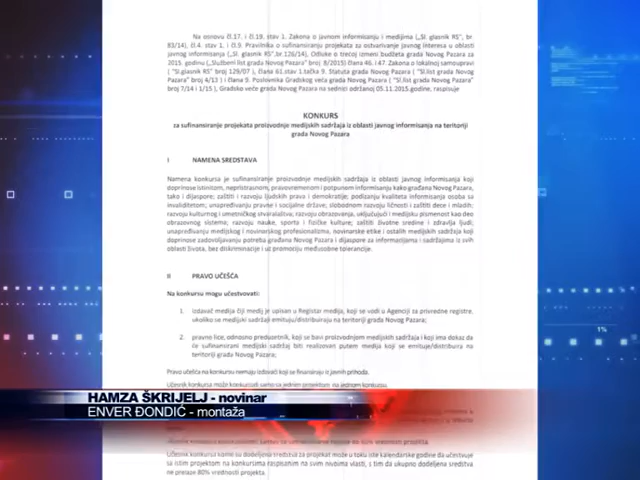 Na osnovu čl.17. i čl.19, stav 1. Zakona o javnom informisanju i medijima („Sl. glasnik RS", br.
83/14), čl.4. stav 1. i čl.9. Pravilnika o sufinansiranju projekata za ostvarivanje javnog interesa u oblasti
javnog informisanja („Sl. glasnik RS",br.126/14), Odluke o trećoj izmeni budžeta grada Novog Pazara za
2015. godinu („Službeni list grada Novog Pazara" broj 8/2015) člana 46. i 47. Zakona o lokalnoj samoupravi
( "Sl.glasnik RS" broj 129/07 ), člana 61.stav 1.tačka 9. Statuta grada Novog Pazara ( "Sl.list grada Novog
Pazara" broj 4/13 ) i člana 9. Poslovnika Gradskog veća grada Novog Pazara ( "Sl.list grada Novog Pazara"
broj 7/14 i 1/15 ), Gradsko veće grada Novog Pazara na sednici održanoj 05.11.2015.godine, raspisuje
KONKURS
za sufinansiranje projekata proizvodnje medijskih sadržaja iz oblasti javnog informisanja na teritoriji
grada Novog Pazara
I NAMENA SREDSTAVA
Namena konkursa je sufinansiranje proizvodnje medijskih sadržaja iz oblasti javnog informisanja koji
doprinose istinitom, nepristrasnom, pravovremenom i potpunom informisanju kako građana Novog Pazara,
tako i dijaspore; zaštiti i razvoju ljudskih prava i demokratije; podizanju kvaliteta informisanja osoba sa
invaliditetom; unapređivanju pravne i socijalne države, slobodnom razvoju ličnosti i zaštiti dece i mladih;
razvoju kulturnog i umetničkog stvaralaštva; razvoju obrazovanja, uključujući i medijsku pismenost kao deo
obrazovnog sistema, razvoju nauke, sporta i fizičke kulture; zaštiti životne sredine i zdravlja ljudi;
unapređivanju medijskog i novinarskog profesionalizma, novinarske etike i ostalih medijskih sadržaja koji
doprinose zadovoljavanju potreba građana Novog Pazara i dijaspore za informacijama i sadržajima iz svih
oblasti života, bez diskriminacije i uz promociju međusobne tolerancije.
II PRAVO UČEŠĆA
Na konkursu mogu učestvovati:
1. izdavač medija čiji medij je upisan u Registar medija, koji se vodi u Agenciji za privredne registre,
ukoliko se medijski sadržaji emituju/distribuiraju na teritoriji grada Novog Pazara;
2. pravno lice, odnosno preduzetnik, koji se bavi proizvodnjom medijskih sadržaja i koji ima dokaz da
će sufinansirani medijski sadržaj biti realizovan putem medija koji se emituje/distribuira na
teritoriji grada Novog Pazara;
Pravo učešća na konkursu nemaju izdavači koji se finansiraju iz javnih prihoda.
Učesnik konkursa može konkurisati samo sa jednim projektom na jednom konkursu.
1%
HAMZA ŠKRIJELJ - novinar
ENVER ĐONDIĆ - montaža
Učesnik konkursa kome su dodeljena sredstva za projekat može u toku iste kalendarske godine da učestvuje
sa istim projektom na konkursima raspisanim na svim nivoima vlasti, s tim da ukupno dodeljena sredstva
ne prelaze 80% vrednosti projekta.